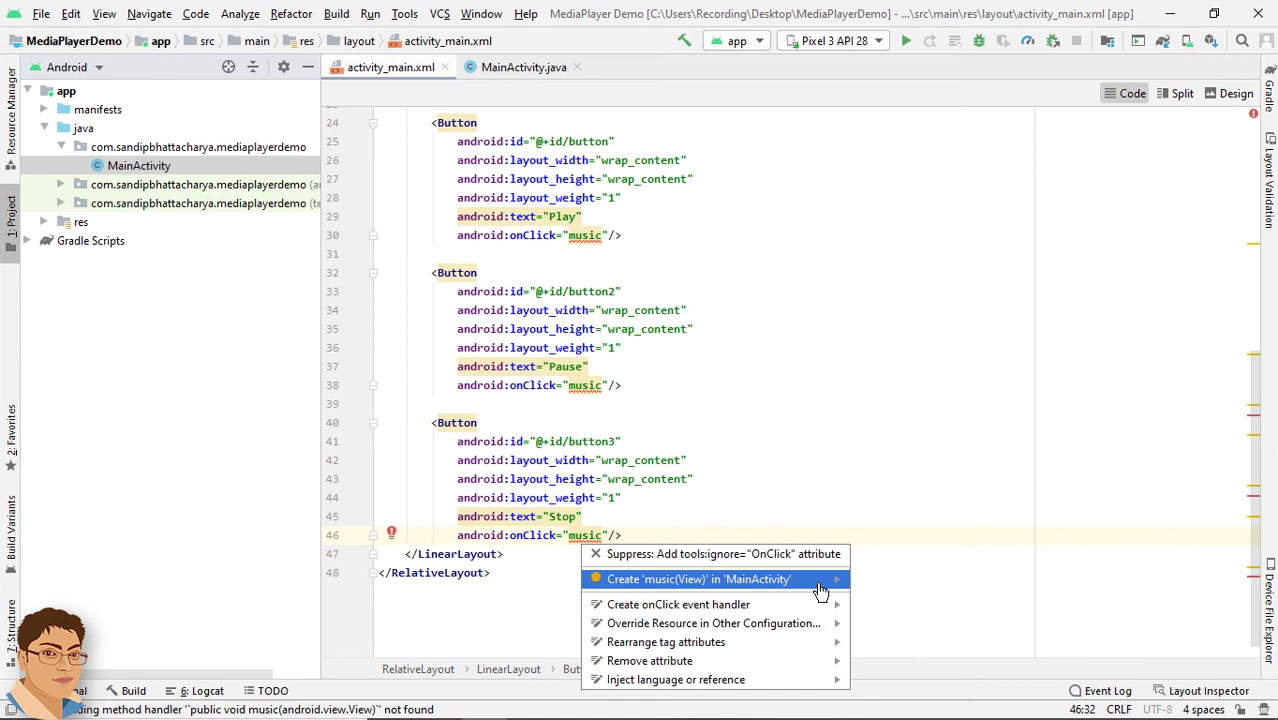 File Edit View Navigate Code Analyze Refactor Build Run Tools VCS Window Help MediaPlayer Demo [C:\Users\Recording\Desktop\MediaPlayerDemo] - ...\src\main\res\layout\activity_main.xml [app]
MediaPlayerDemo app src main res layout activity_main.xml app Pixel 3 API 28
Android activity_main.xml MainActivity.java
Code Split Design
app
manifests
java
com.sandipbhattacharya.mediaplayerdemo
MainActivity
com.sandipbhattacharya.mediaplayerdemo
com.sandipbhattacharya.mediaplayerdemo
res
Gradle Scripts
Resource Manager
1: Project
2: Favorites
Build Variants
Z: Structure
24 <Button
25 android:id="@+id/button"
26 android:layout_width="wrap_content"
27 android:layout_height="wrap_content"
28 android:layout_weight="1"
29 android:text="Play"
30 android:onClick="music"/>
31
32 <Button
33 android:id="@+id/button2"
34 android:layout_width="wrap_content"
35 android:layout_height="wrap_content"
36 android:layout_weight="1"
37 android:text="Pause"
38 android:onClick="music"/>
39
40 <Button
41 android:id="@+id/button3"
42 android:layout_width="wrap_content"
43 android:layout_height="wrap_content"
44 android:layout_weight="1"
45 android:text="Stop"
46 android:onClick="music"/>
47 </LinearLayout>
48 </RelativeLayout>
Suppress: Add tools:ignore="OnClick" attribute
Create 'music(View)' in 'MainActivity'
Create onClick event handler
Override Resource in Other Configuration...
Rearrange tag attributes
Remove attribute
Inject language or reference
Gradle
Layout Validation
Device File Explorer
RelativeLayout LinearLayout
Build 6: Logcat TODO Event Log Layout Inspector
method handler 'public void music(android.view.View)' not found 46:32 CRLF UTF-8 4 spaces